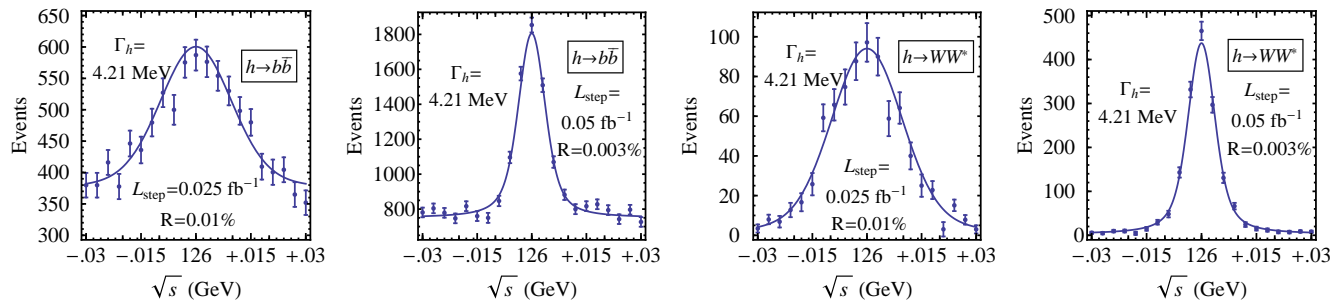 600
550
500
450
400
350
300
Events
Γh=
4.21 MeV
h→bb̄
Lstep=0.025 fb⁻¹
R=0.01%
−.03 −.015 126 +.015 +.03
√s (GeV)
1800
1600
1400
1200
1000
800
600
Events
Γh=
4.21 MeV
h→bb̄
Lstep=
0.05 fb⁻¹
R=0.003%
−.03 −.015 126 +.015 +.03
√s (GeV)
100
80
60
40
20
0
Events
Γh=
4.21 MeV
h→WW*
Lstep=
0.025 fb⁻¹
R=0.01%
−.03 −.015 126 +.015 +.03
√s (GeV)
500
400
300
200
100
0
Events
Γh=
4.21 MeV
h→WW*
Lstep=
0.05 fb⁻¹
R=0.003%
−.03 −.015 126 +.015 +.03
√s (GeV)